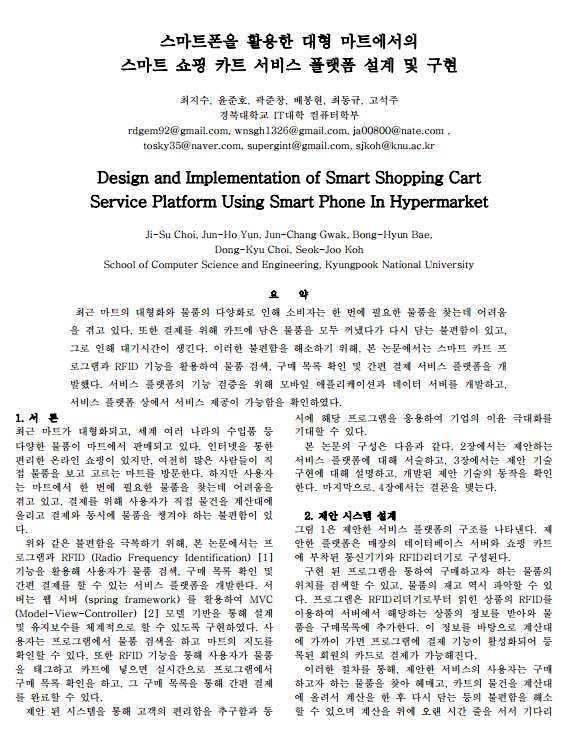 스마트폰을 활용한 대형 마트에서의
스마트 쇼핑 카트 서비스 플랫폼 설계 및 구현
최지수, 윤준호, 곽준창, 배봉현, 최동규, 고석주
경북대학교 IT대학 컴퓨터학부
rdgem92@gmail.com, wnsgh1326@gmail.com, ja00800@nate.com ,
tosky35@naver.com, supergint@gmail.com, sjkoh@knu.ac.kr
Design and Implementation of Smart Shopping Cart
Service Platform Using Smart Phone In Hypermarket
Ji-Su Choi, Jun-Ho Yun, Jun-Chang Gwak, Bong-Hyun Bae,
Dong-Kyu Choi, Seok-Joo Koh
School of Computer Science and Engineering, Kyungpook National University
요 약
최근 마트의 대형화와 물품의 다양화로 인해 소비자는 한 번에 필요한 물품을 찾는데 어려움
을 겪고 있다. 또한 결제를 위해 카트에 담은 물품을 모두 꺼냈다가 다시 담는 불편함이 있고,
그로 인해 대기시간이 생긴다. 이러한 불편함을 해소하기 위해, 본 논문에서는 스마트 카트 프
로그램과 RFID 기능을 활용하여 물품 검색, 구매 목록 확인 및 간편 결제 서비스 플랫폼을 개
발했다. 서비스 플랫폼의 기능 검증을 위해 모바일 애플리케이션과 데이터 서버를 개발하고,
서비스 플랫폼 상에서 서비스 제공이 가능함을 확인하였다.
1. 서 론
최근 마트가 대형화되고, 세계 여러 나라의 수입품 등
다양한 물품이 마트에서 판매되고 있다. 인터넷을 통한
편리한 온라인 쇼핑이 있지만, 여전히 많은 사람들이 직
접 물품을 보고 고르는 마트를 방문한다. 하지만 사용자
는 마트에서 한 번에 필요한 물품을 찾는데 어려움을
겪고 있고, 결제를 위해 사용자가 직접 물건을 계산대에
올리고 결제와 동시에 물품을 챙겨야 하는 불편함이 있
다.
위와 같은 불편함을 극복하기 위해, 본 논문에서는 프
로그램과 RFID (Radio Frequency Identification) [1]
기능을 활용해 사용자가 물품 검색, 구매 목록 확인 및
간편 결제를 할 수 있는 서비스 플랫폼을 개발한다. 서
버는 웹 서버 (spring framework) 를 활용하여 MVC
(Model-View-Controller) [2] 모델 기반을 통해 설계
및 유지보수를 체계적으로 할 수 있도록 구현하였다. 사
용자는 프로그램에서 물품 검색을 하고 마트의 지도를
확인할 수 있다. 또한 RFID 기능을 통해 사용자가 물품
을 태그하고 카트에 넣으면 실시간으로 프로그램에서
구매 목록 확인을 하고, 그 구매 목록을 통해 간편 결제
를 완료할 수 있다.
제안 된 시스템을 통해 고객의 편리함을 추구함과 동
시에 해당 프로그램을 응용하여 기업의 이윤 극대화를
기대할 수 있다.
본 논문의 구성은 다음과 같다. 2장에서는 제안하는
서비스 플랫폼에 대해 서술하고, 3장에서는 제안 기술
구현에 대해 설명하고, 개발된 제안 기술의 동작을 확인
한다. 마지막으로, 4장에서는 결론을 맺는다.
2. 제안 시스템 설계
그림 1은 제안한 서비스 플랫폼의 구조를 나타낸다. 제
안한 플랫폼은 매장의 데이터베이스 서버와 쇼핑 카트
에 부착된 통신기기와 RFID리더기로 구성된다.
구현 된 프로그램을 통하여 구매하고자 하는 물품의
위치를 검색할 수 있고, 물품의 재고 역시 파악할 수 있
다. 프로그램은 RFID리더기로부터 읽힌 상품의 RFID를
이용하여 서버에서 해당하는 상품의 정보를 받아와 물
품을 구매목록에 추가한다. 이 정보를 바탕으로 계산대
에 가까이 가면 프로그램에 결제 기능이 활성화되어 등
록된 회원의 카드로 결제가 가능해진다.
이러한 절차를 통해, 제안한 서비스의 사용자는 구매
하고자 하는 물품을 찾아 헤매고, 카트의 물건을 계산대
에 올려서 계산을 한 후 다시 담는 등의 불편함을 해소
할 수 있으며 계산을 위해 오랜 시간 줄을 서서 기다리